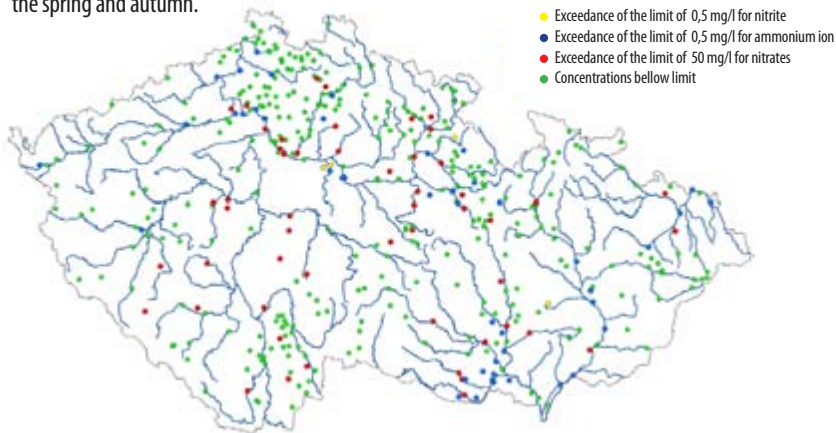 the spring and autumn.
Exceedance of the limit of 0,5 mg/l for nitrite
Exceedance of the limit of 0,5 mg/l for ammonium ion
Exceedance of the limit of 50 mg/l for nitrates
Concentrations bellow limit